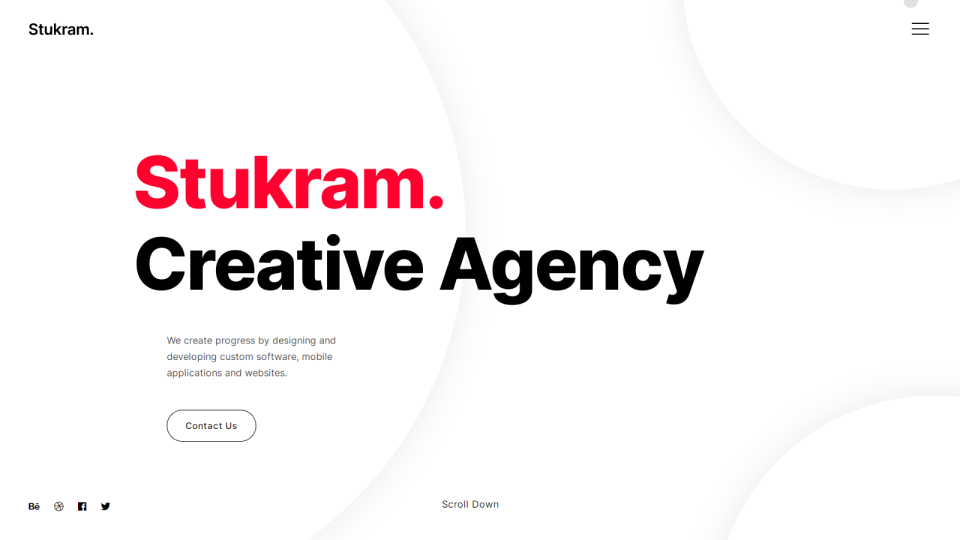 Stukram.
Stukram.
Creative Agency
We create progress by designing and
developing custom software, mobile
applications and websites.
Contact Us
Bē
Scroll Down